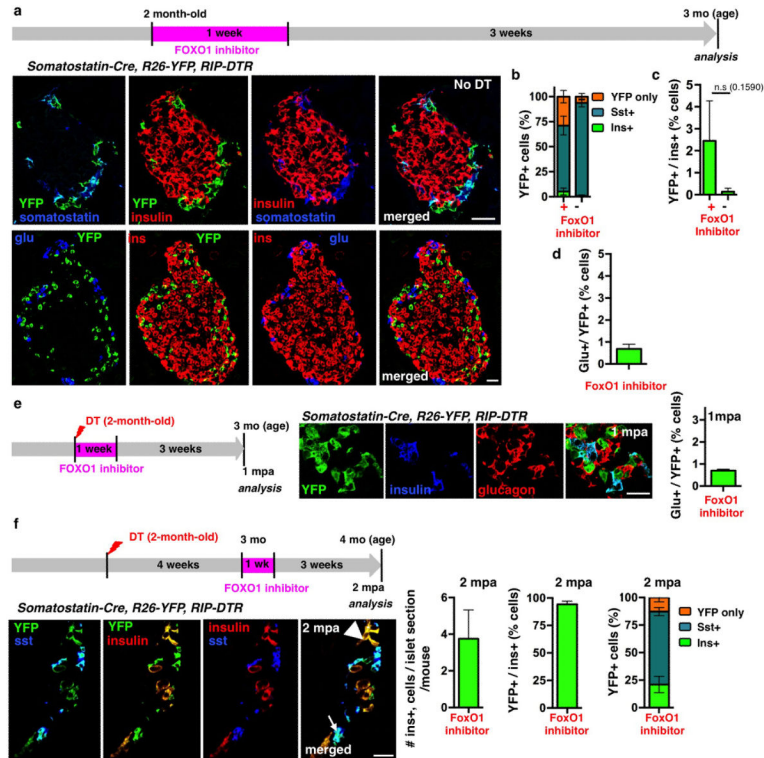 a
2 month-old
3 mo (age)
1 week
3 weeks
FOXO1 inhibitor
analysis
Somatostatin-Cre, R26-YFP, RIP-DTR
No DT
YFP
somatostatin
YFP
insulin
insulin
somatostatin
merged
glu
YFP
ins
YFP
ins
glu
merged
b
YFP+ cells (%)
100
75
50
25
0
+
-
FoxO1
inhibitor
YFP only
Sst+
Ins+
c
YFP+ / ins+ (% cells)
5
4
3
2
1
0
n.s (0.1590)
+
-
FoxO1
Inhibitor
d
Glu+/ YFP+ (% cells)
5
4
3
2
1
0
FoxO1 inhibitor
e
DT (2-month-old)
3 mo (age)
1 week
3 weeks
FOXO1 inhibitor
1 mpa
analysis
Somatostatin-Cre, R26-YFP, RIP-DTR
YFP
insulin
glucagon
1 mpa
Glu+ / YFP+ (% cells)
5
4
3
2
1
0
1mpa
FoxO1
inhibitor
f
DT (2-month-old)
3 mo
4 mo (age)
4 weeks
1 wk
3 weeks
FOXO1 inhibitor
2 mpa
analysis
Somatostatin-Cre, R26-YFP, RIP-DTR
YFP
sst
YFP
insulin
insulin
sst
2 mpa
merged
2 mpa
# ins+, cells / islet section
/mouse
6
4
2
0
FoxO1
inhibitor
2 mpa
YFP+ / ins+ (% cells)
100
75
50
25
0
FoxO1
inhibitor
2 mpa
YFP+ cells (%)
100
75
50
25
0
FoxO1
inhibitor
YFP only
Sst+
Ins+